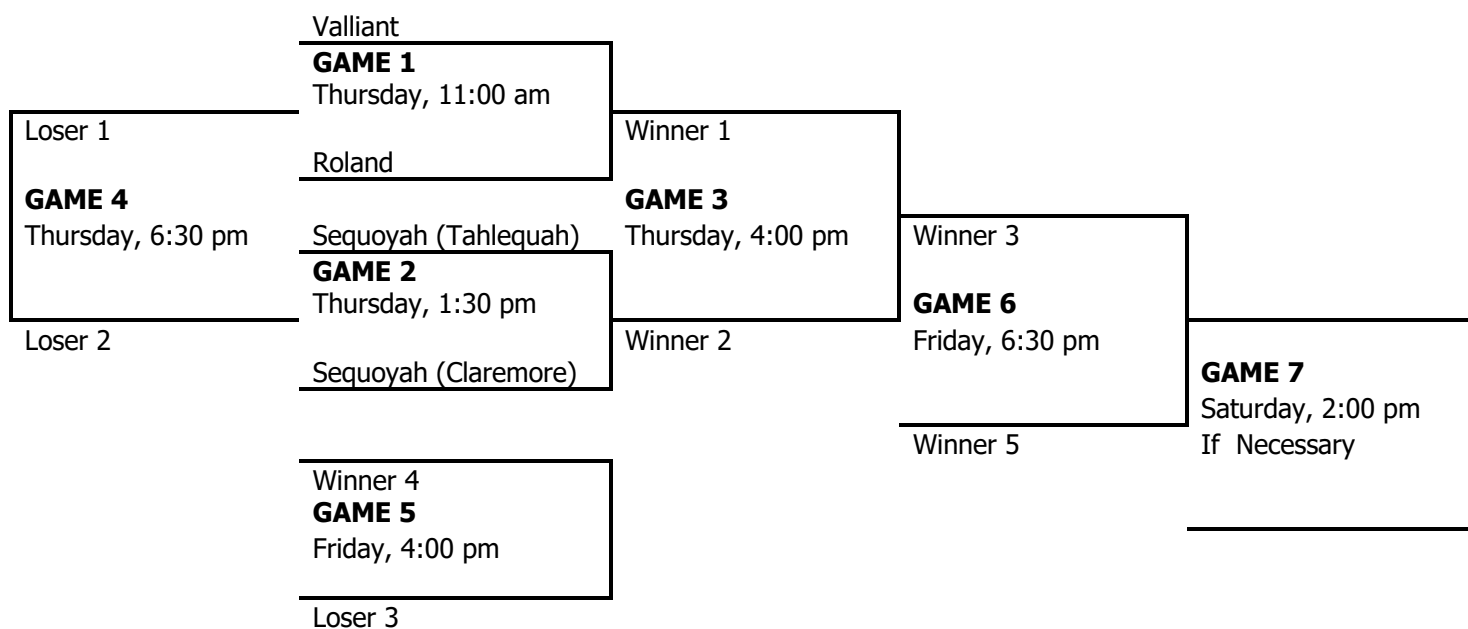 Valliant
GAME 1
Thursday, 11:00 am
Roland
Loser 1
GAME 4
Thursday, 6:30 pm
Loser 2
Sequoyah (Tahlequah)
GAME 2
Thursday, 1:30 pm
Sequoyah (Claremore)
Winner 1
GAME 3
Thursday, 4:00 pm
Winner 2
Winner 4
GAME 5
Friday, 4:00 pm
Loser 3
Winner 3
GAME 6
Friday, 6:30 pm
Winner 5
GAME 7
Saturday, 2:00 pm
If Necessary